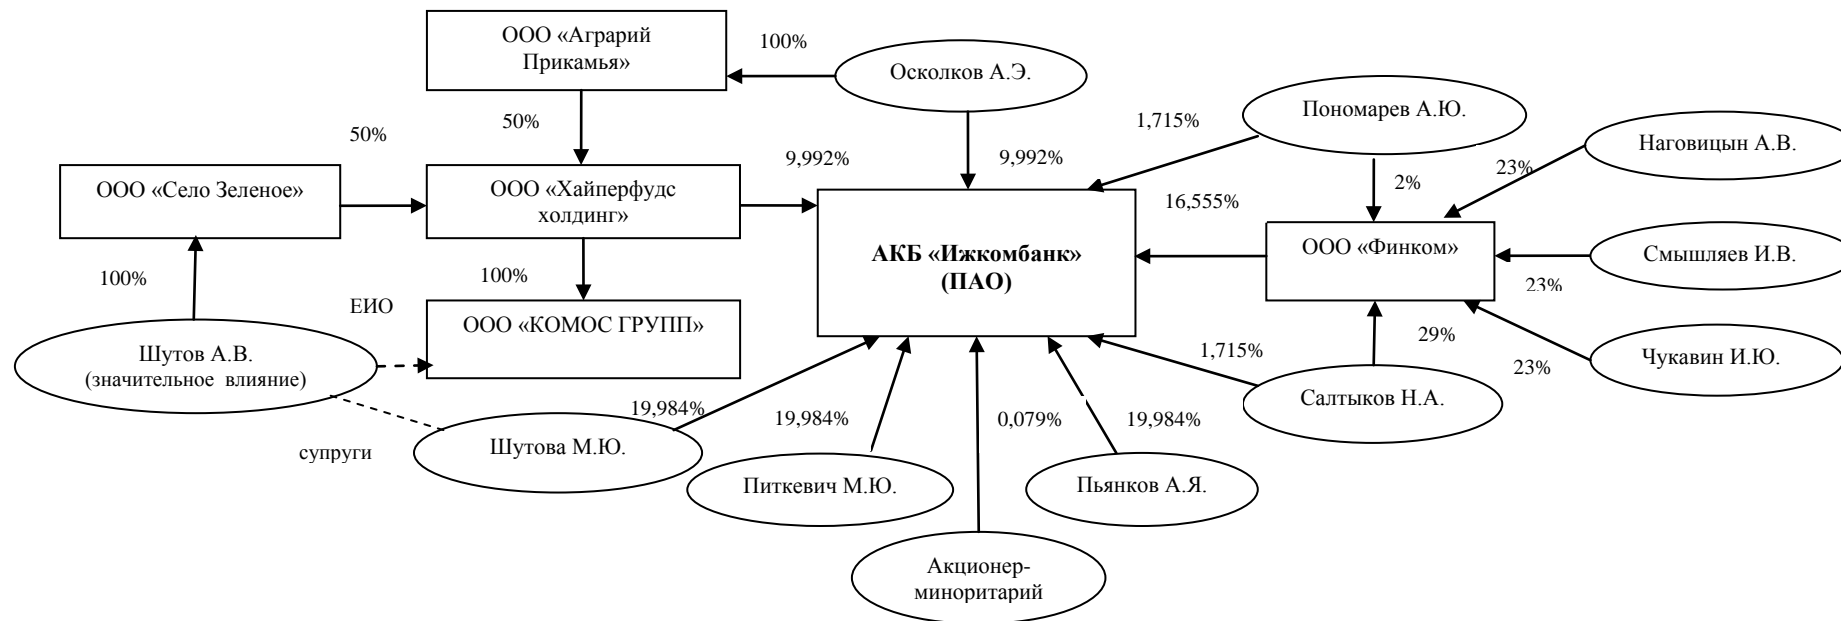 ООО «Аграрий
Прикамья»
100%
Осколков А.Э.
Пономарев А.Ю.
50%
50%
1,715%
Наговицын А.В.
9,992%
9,992%
23%
2%
ООО «Село Зеленое»
ООО «Хайперфудс
холдинг»
16,555%
АКБ «Ижкомбанк»
(ПАО)
ООО «Финком»
Смышляев И.В.
100%
100%
23%
ЕИО
ООО «КОМОС ГРУПП»
29%
Шутов А.В.
(значительное влияние)
1,715%
23%
Чукавин И.Ю.
Салтыков Н.А.
19,984%
19,984%
0,079%
19,984%
супруги
Шутова М.Ю.
Питкевич М.Ю.
Пьянков А.Я.
Акционер-
миноритарий